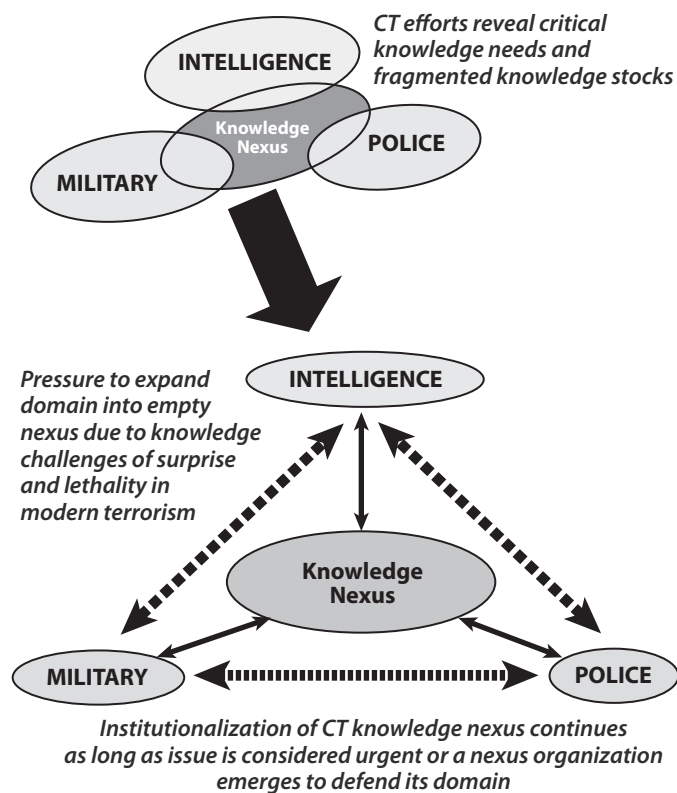 CT efforts reveal critical
knowledge needs and
fragmented knowledge stocks
INTELLIGENCE
Knowledge
Nexus
POLICE
MILITARY
INTELLIGENCE
Pressure to expand
domain into empty
nexus due to knowledge
challenges of surprise
and lethality in
modern terrorism
Knowledge
Nexus
MILITARY
POLICE
Institutionalization of CT knowledge nexus continues
as long as issue is considered urgent or a nexus organization
emerges to defend its domain